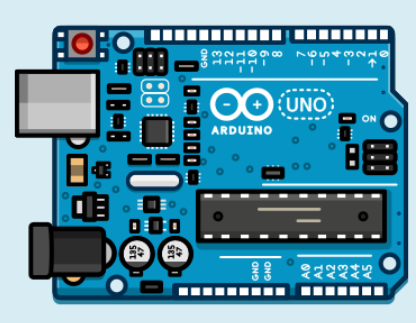 GND
13
12
~11
~10
~9
8
7
~6
~5
4
~3
2
→1
0
UNO
ARDUINO
ON
135
47
135
47
GND
GND
A0
A1
A2
A3
A4
A5